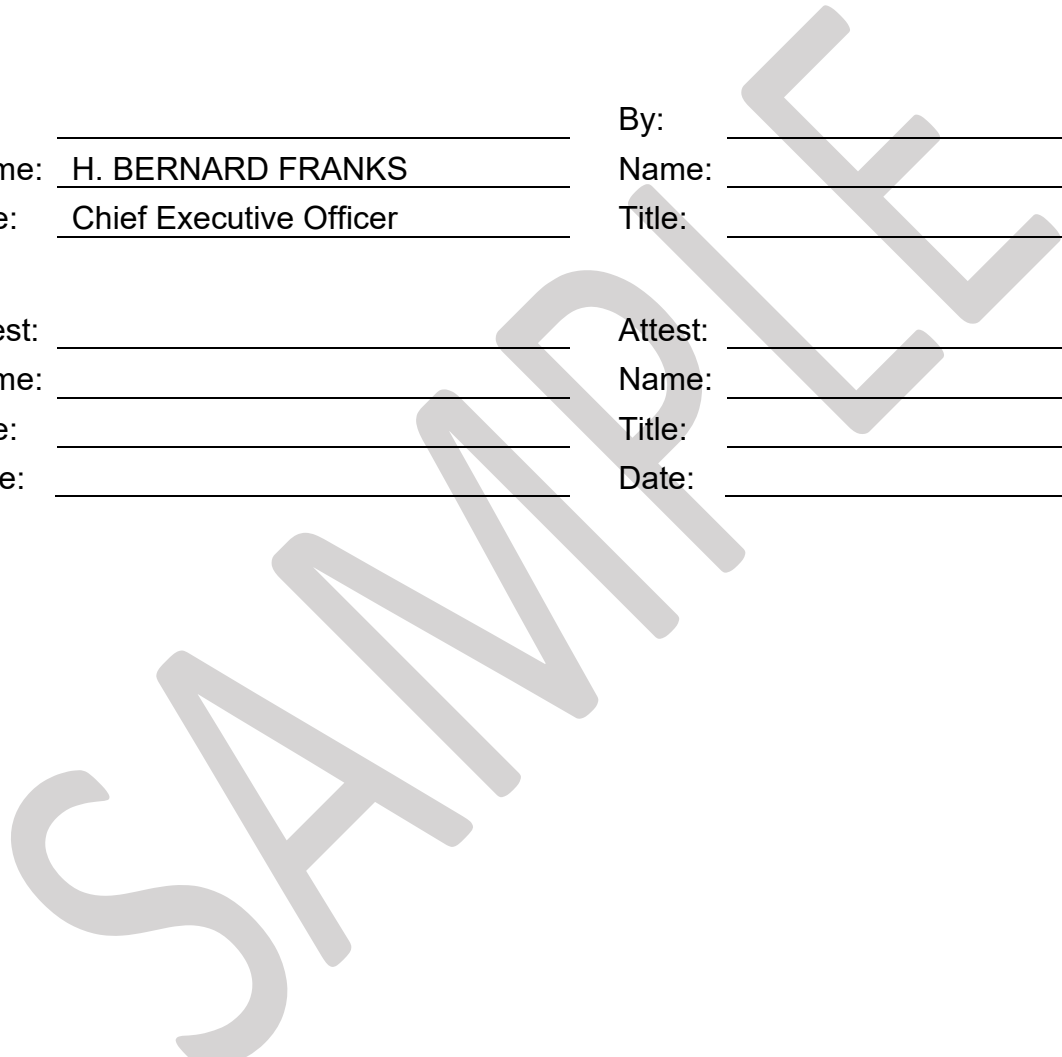 By:
me: H. BERNARD FRANKS Name:
e: Chief Executive Officer Title:
est: Attest:
me: Name:
e: Title:
e: Date:
SAMPLE